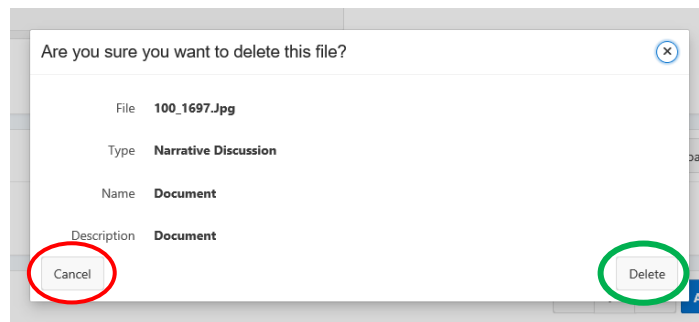 Are you sure you want to delete this file?
File 100_1697.Jpg
Type Narrative Discussion
Name Document
Description Document
Cancel Delete